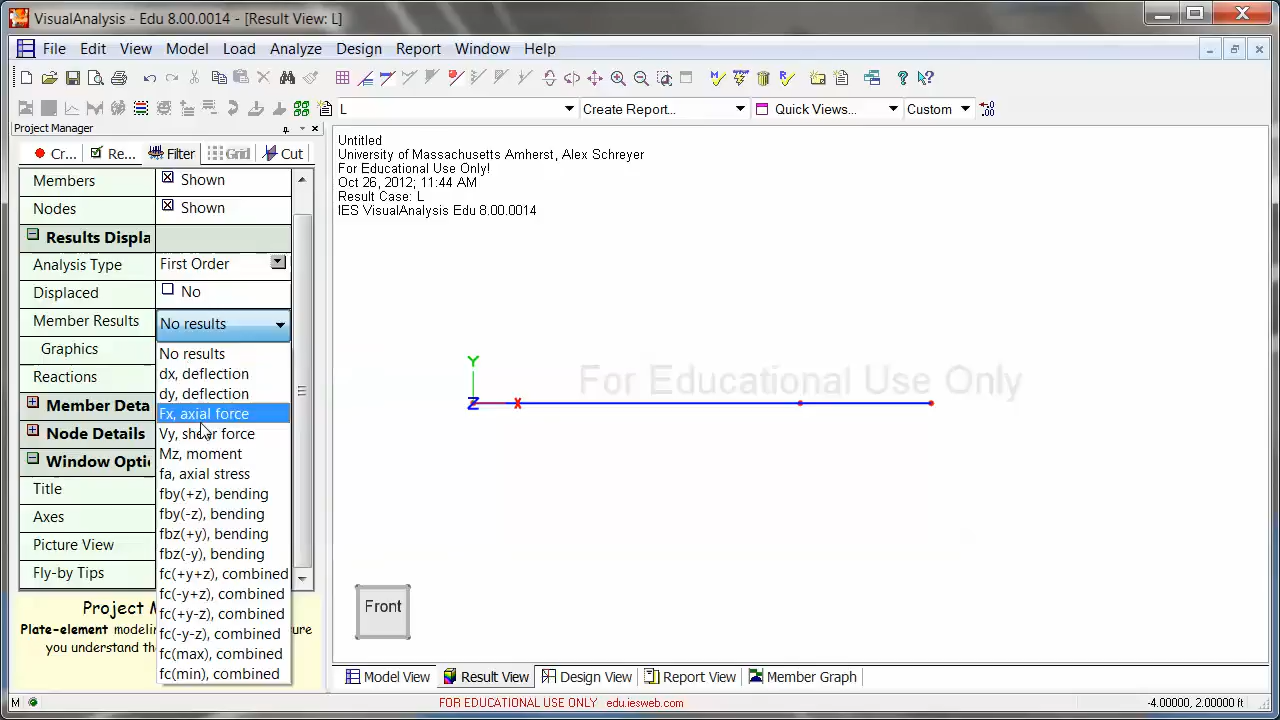 VisualAnalysis - Edu 8.00.0014 - [Result View: L]
File Edit View Model Load Analyze Design Report Window Help
L Create Report... Quick Views... Custom
Project Manager
Cr... Re... Filter Grid Cut
Members Shown
Nodes Shown
Results Displa
Analysis Type First Order
Displaced No
Member Results No results
Graphics
Reactions
Member Deta
Node Details
Window Opti
Title
Axes
Picture View
Fly-by Tips
No results
dx, deflection
dy, deflection
Fx, axial force
Vy, shear force
Mz, moment
fa, axial stress
fby(+z), bending
fby(-z), bending
fbz(+y), bending
fbz(-y), bending
fc(+y+z), combined
fc(-y+z), combined
fc(+y-z), combined
fc(-y-z), combined
fc(max), combined
fc(min), combined
Project M
Plate-element modeli ure
you understand the
Untitled
University of Massachusetts Amherst, Alex Schreyer
For Educational Use Only!
Oct 26, 2012; 11:44 AM
Result Case: L
IES VisualAnalysis Edu 8.00.0014
For Educational Use Only
Y
Z X
Front
Model View Result View Design View Report View Member Graph
M FOR EDUCATIONAL USE ONLY edu.iesweb.com -4.00000, 2.00000 ft